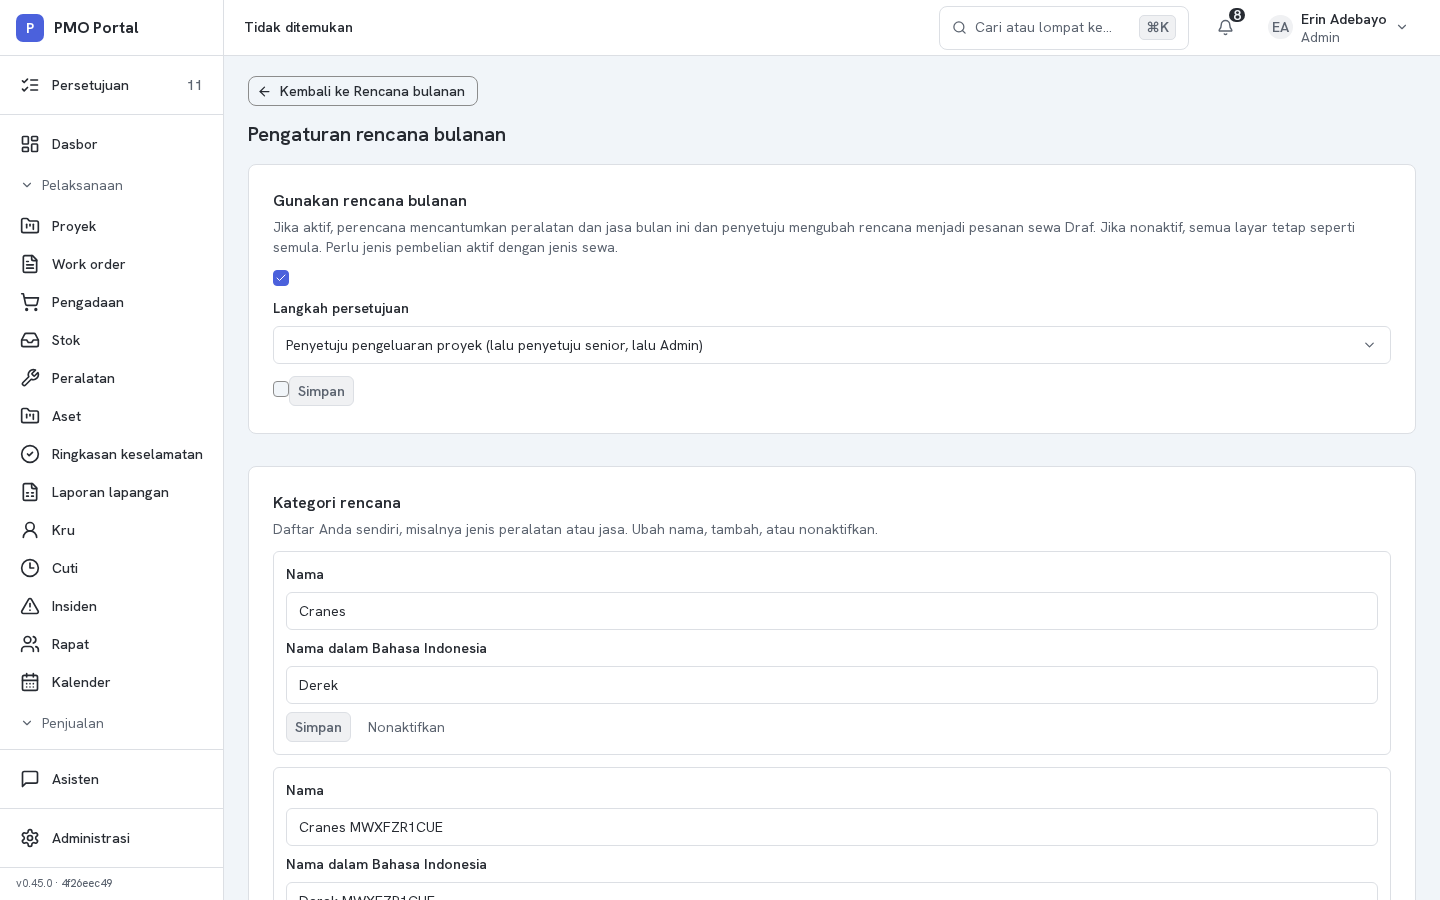 P PMO Portal
Tidak ditemukan
Cari atau lompat ke...
⌘K
8
EA
Erin Adebayo
Admin
Persetujuan 11
Dasbor
Pelaksanaan
Proyek
Work order
Pengadaan
Stok
Peralatan
Aset
Ringkasan keselamatan
Laporan lapangan
Kru
Cuti
Insiden
Rapat
Kalender
Penjualan
Asisten
Administrasi
v0.45.0 · 4f26eec49
Kembali ke Rencana bulanan
Pengaturan rencana bulanan
Gunakan rencana bulanan
Jika aktif, perencana mencantumkan peralatan dan jasa bulan ini dan penyetuju mengubah rencana menjadi pesanan sewa Draf. Jika nonaktif, semua layar tetap seperti
semula. Perlu jenis pembelian aktif dengan jenis sewa.
Langkah persetujuan
Penyetuju pengeluaran proyek (lalu penyetuju senior, lalu Admin)
Simpan
Kategori rencana
Daftar Anda sendiri, misalnya jenis peralatan atau jasa. Ubah nama, tambah, atau nonaktifkan.
Nama
Cranes
Nama dalam Bahasa Indonesia
Derek
Simpan Nonaktifkan
Nama
Cranes MWXFZR1CUE
Nama dalam Bahasa Indonesia
Derek MWXFZR1CUE